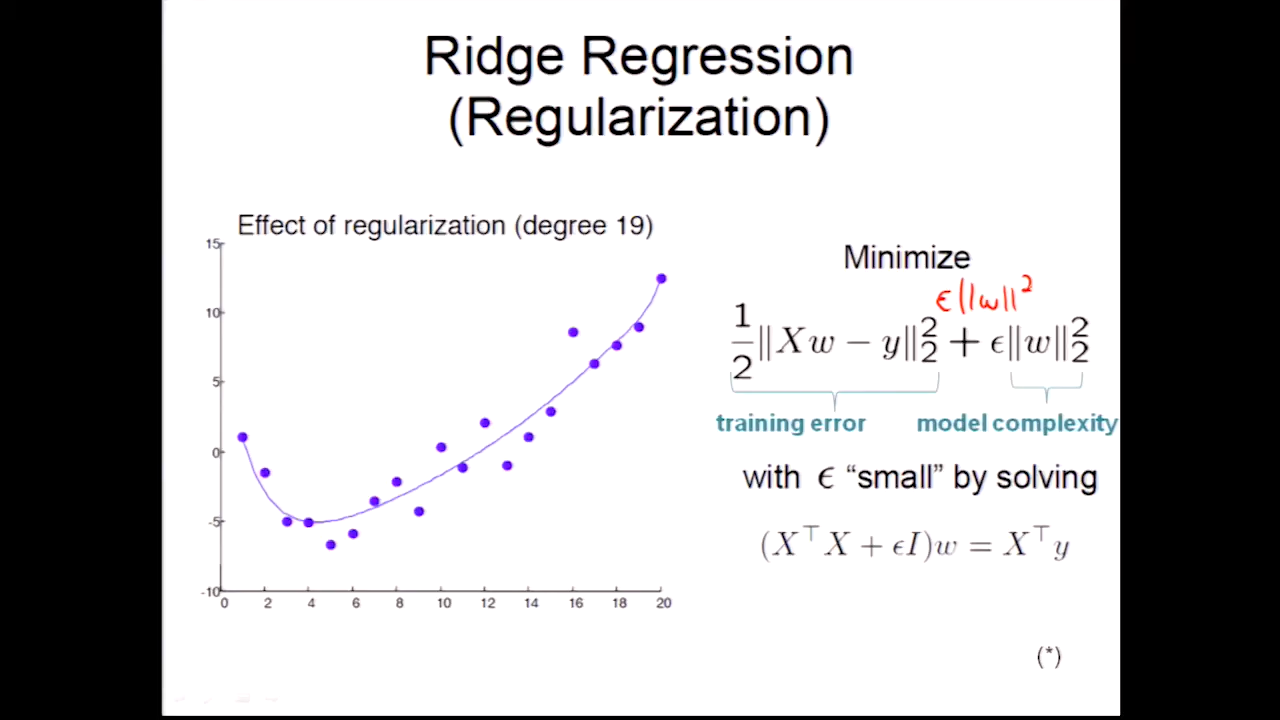 Ridge Regression
(Regularization)
Effect of regularization (degree 19)
15
10
5
0
-5
-10
0 2 4 6 8 10 12 14 16 18 20
Minimize
ϵ||w||²
½‖Xw − y‖₂² + ϵ‖w‖₂²
training error model complexity
with ϵ “small” by solving
(X⊤X + ϵI)w = X⊤y
(*)